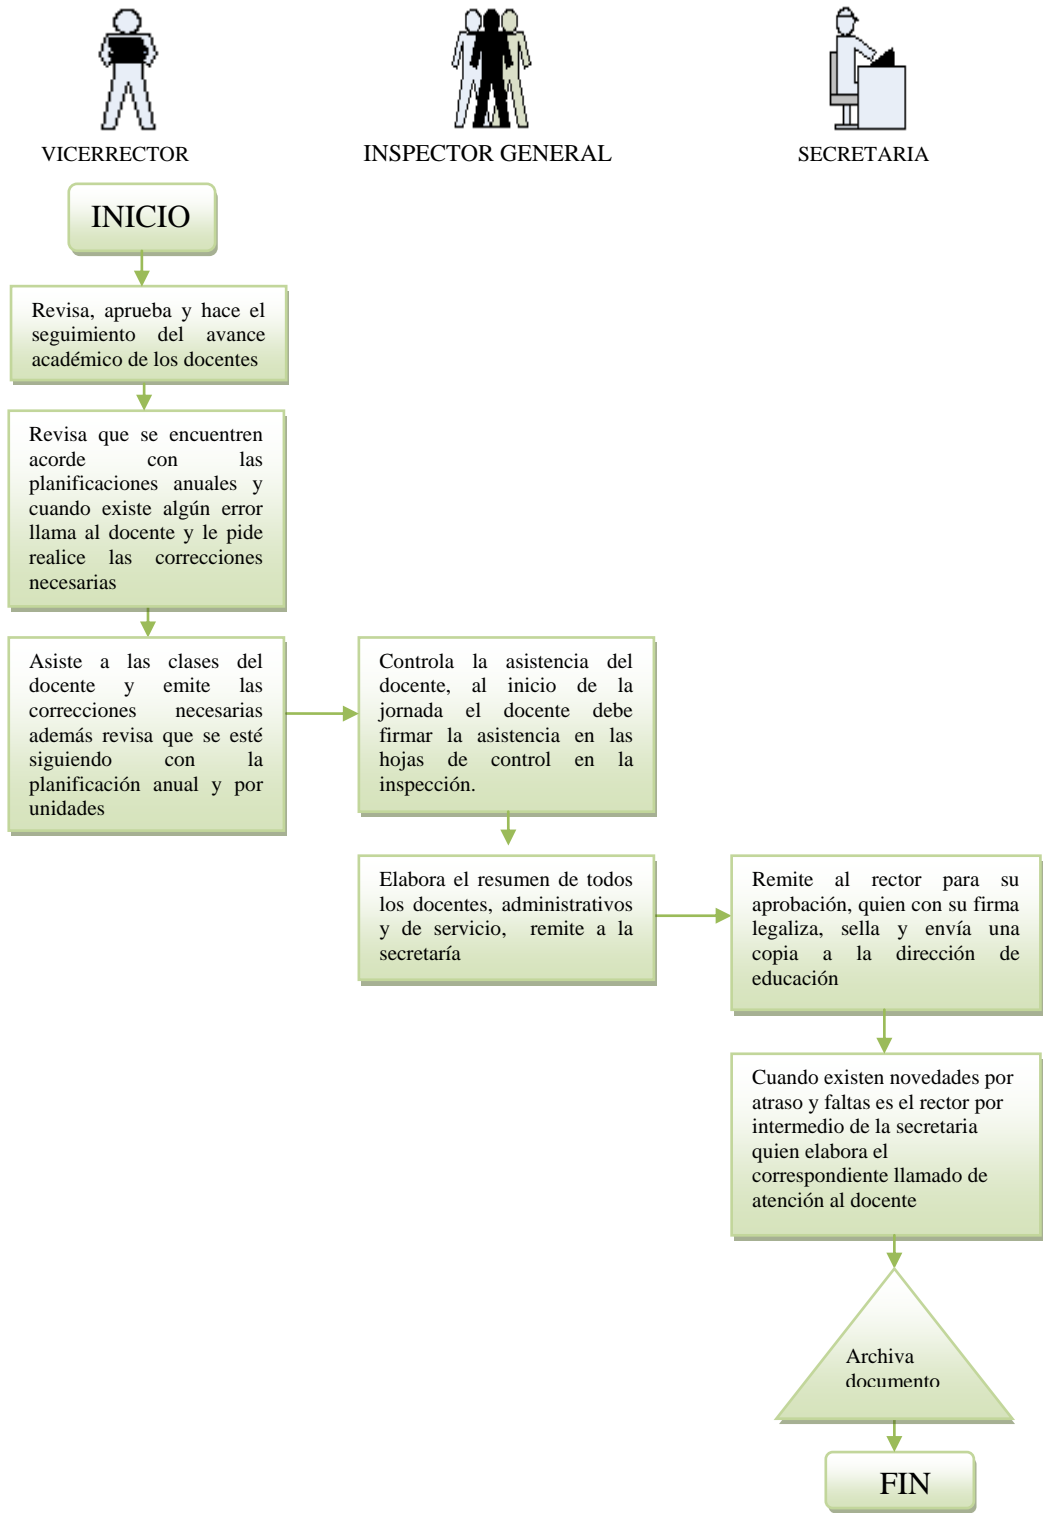 VICERRECTOR
INSPECTOR GENERAL
SECRETARIA
INICIO
Revisa, aprueba y hace el
seguimiento del avance
académico de los docentes
Revisa que se encuentren
acorde con las
planificaciones anuales y
cuando existe algún error
llama al docente y le pide
realice las correcciones
necesarias
Asiste a las clases del
docente y emite las
correcciones necesarias
además revisa que se esté
siguiendo con la
planificación anual y por
unidades
Controla la asistencia del
docente, al inicio de la
jornada el docente debe
firmar la asistencia en las
hojas de control en la
inspección.
Elabora el resumen de todos
los docentes, administrativos
y de servicio, remite a la
secretaría
Remite al rector para su
aprobación, quien con su firma
legaliza, sella y envía una
copia a la dirección de
educación
Cuando existen novedades por
atraso y faltas es el rector por
intermedio de la secretaria
quien elabora el
correspondiente llamado de
atención al docente
Archiva
documento
FIN